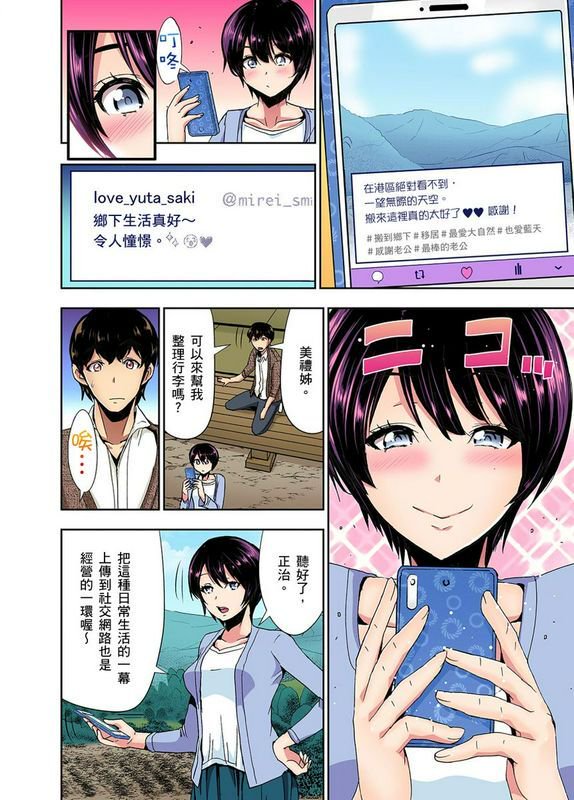 在港區絕對看不到，
一望無際的天空。
搬來這裡真的太好了♥♥ 感謝！
#搬到鄉下 #移居 #最愛大自然 #也愛藍天
#感謝老公 #最棒的老公
叮咚
love_yuta_saki
@mirei_sm
鄉下生活真好～
令人憧憬。
ニコッ
美禮姊。
可以來幫我
整理行李嗎？
唉…
聽好了，
正治。
把這種日常生活的一幕
上傳到社交網路也是
經營的一環喔～